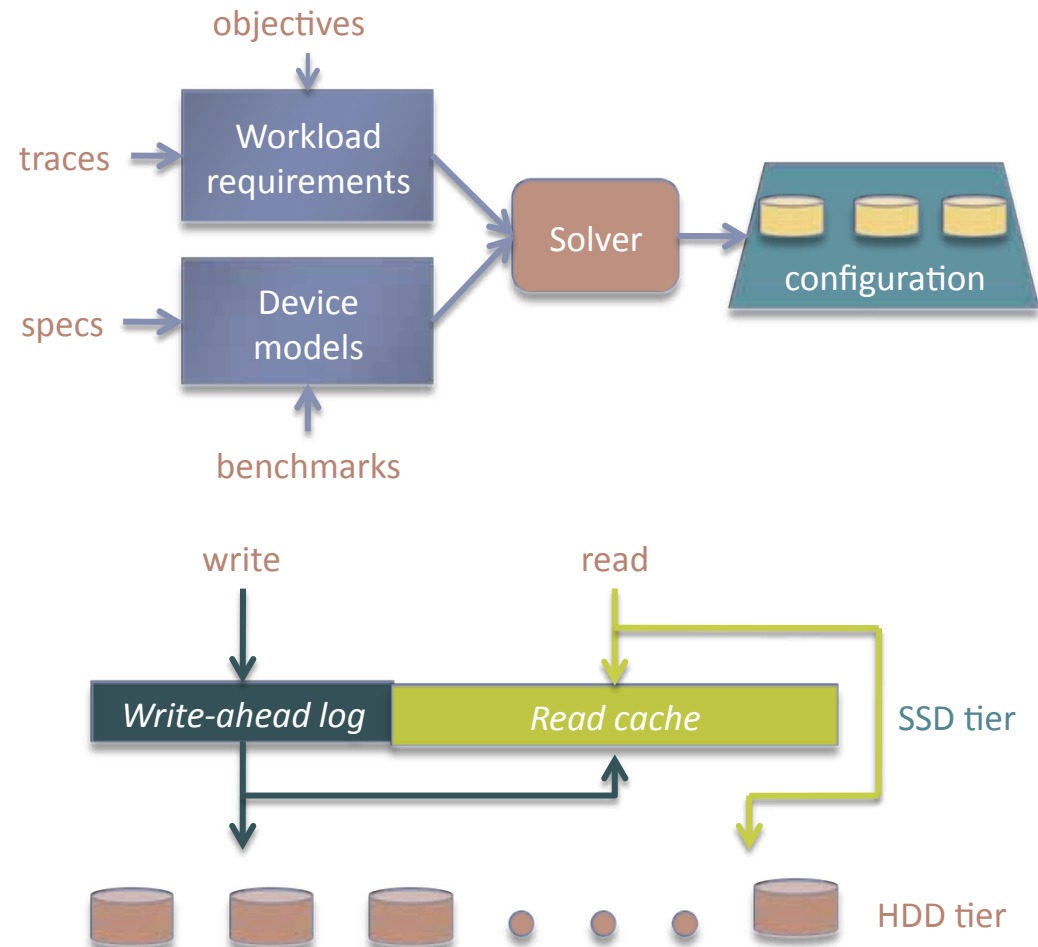 objectives
traces
Workload
requirements
Solver
configuration
specs
Device
models
benchmarks
write
read
Write-ahead log
Read cache
SSD tier
HDD tier